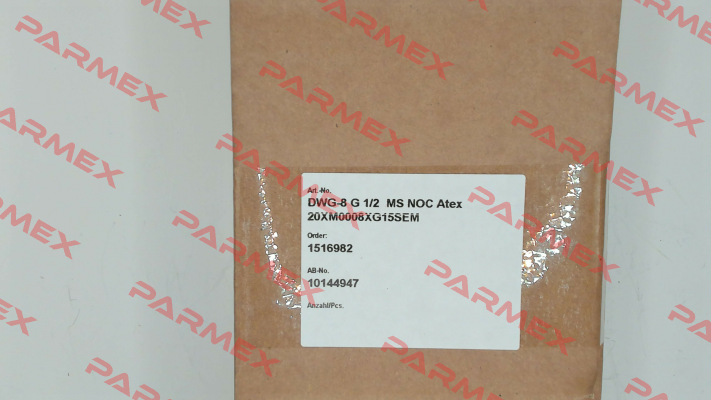 Art.-No.
DWG-8 G 1/2 MS NOC Atex
20XM0008XG15SEM
Order:
1516982
AB-No.
10144947
Anzahl/Pcs.
PARMEX
PARMEX
PARMEX
PARMEX
PARMEX
PARMEX
PARMEX
PARMEX
PARMEX
PARMEX
PARMEX
PARMEX
PARMEX